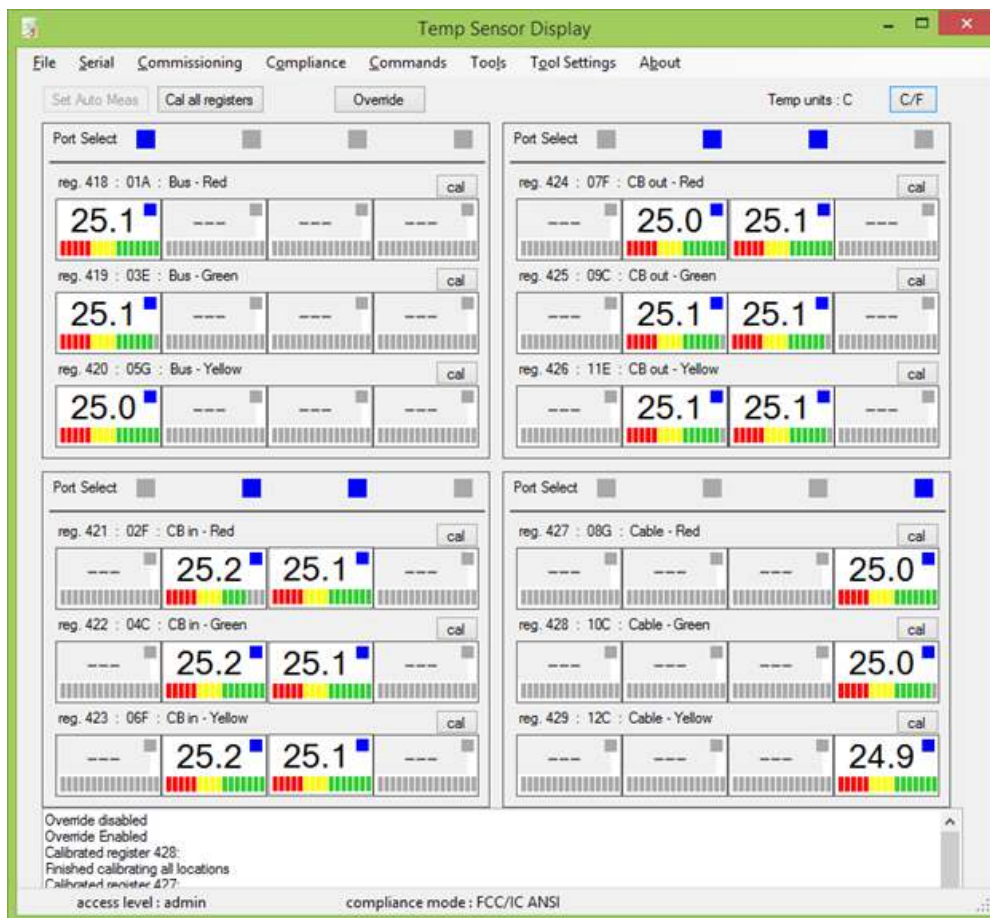 Temp Sensor Display
File Serial Commissioning Compliance Commands Tools Tool Settings About
Set Auto Meas Cal all registers Override Temp units : C C/F
Port Select
reg. 418 : 01A : Bus - Red cal
25.1 --- --- ---
reg. 419 : 03E : Bus - Green cal
25.1 --- --- ---
reg. 420 : 05G : Bus - Yellow cal
25.0 --- --- ---
Port Select
reg. 424 : 07F : CB out - Red cal
--- 25.0 25.1 ---
reg. 425 : 09C : CB out - Green cal
--- 25.1 25.1 ---
reg. 426 : 11E : CB out - Yellow cal
--- 25.1 25.1 ---
Port Select
reg. 421 : 02F : CB in - Red cal
--- 25.2 25.1 ---
reg. 422 : 04C : CB in - Green cal
--- 25.2 25.1 ---
reg. 423 : 06F : CB in - Yellow cal
--- 25.2 25.1 ---
Port Select
reg. 427 : 08G : Cable - Red cal
--- --- --- 25.0
reg. 428 : 10C : Cable - Green cal
--- --- --- 25.0
reg. 429 : 12C : Cable - Yellow cal
--- --- --- 24.9
Override disabled
Override Enabled
Calibrated register 428:
Finished calibrating all locations
Calibrated register 427:
access level : admin compliance mode : FCC/IC ANSI